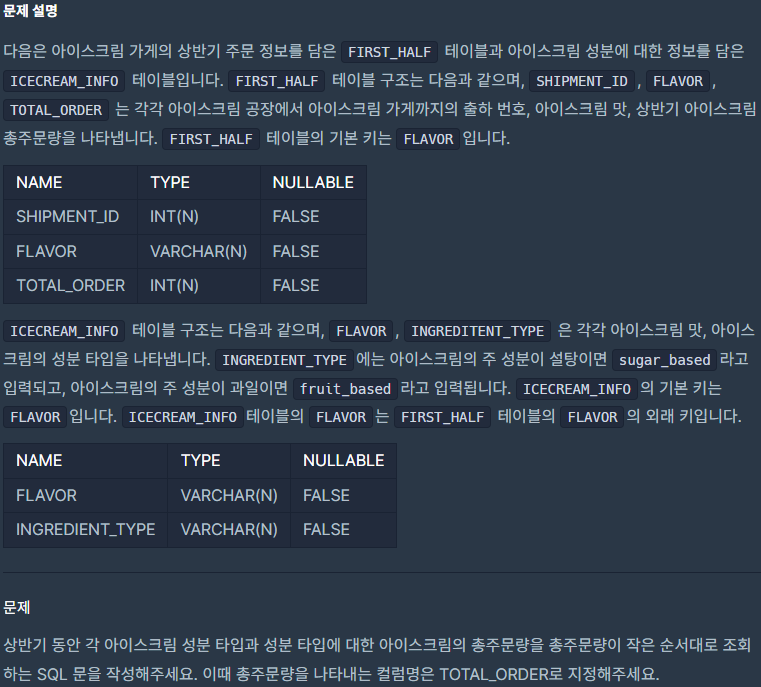 문제 설명
다음은 아이스크림 가게의 상반기 주문 정보를 담은 FIRST_HALF 테이블과 아이스크림 성분에 대한 정보를 담은
ICECREAM_INFO 테이블입니다. FIRST_HALF 테이블 구조는 다음과 같으며, SHIPMENT_ID, FLAVOR,
TOTAL_ORDER 는 각각 아이스크림 공장에서 아이스크림 가게까지의 출하 번호, 아이스크림 맛, 상반기 아이스크림
총주문량을 나타냅니다. FIRST_HALF 테이블의 기본 키는 FLAVOR 입니다.
NAME TYPE NULLABLE
SHIPMENT_ID INT(N) FALSE
FLAVOR VARCHAR(N) FALSE
TOTAL_ORDER INT(N) FALSE
ICECREAM_INFO 테이블 구조는 다음과 같으며, FLAVOR, INGREDITENT_TYPE 은 각각 아이스크림 맛, 아이스
크림의 성분 타입을 나타냅니다. INGREDIENT_TYPE 에는 아이스크림의 주 성분이 설탕이면 sugar_based 라고
입력되고, 아이스크림의 주 성분이 과일이면 fruit_based 라고 입력됩니다. ICECREAM_INFO 의 기본 키는
FLAVOR 입니다. ICECREAM_INFO 테이블의 FLAVOR 는 FIRST_HALF 테이블의 FLAVOR 의 외래 키입니다.
NAME TYPE NULLABLE
FLAVOR VARCHAR(N) FALSE
INGREDIENT_TYPE VARCHAR(N) FALSE
문제
상반기 동안 각 아이스크림 성분 타입과 성분 타입에 대한 아이스크림의 총주문량을 총주문량이 작은 순서대로 조회
하는 SQL 문을 작성해주세요. 이때 총주문량을 나타내는 컬럼명은 TOTAL_ORDER로 지정해주세요.